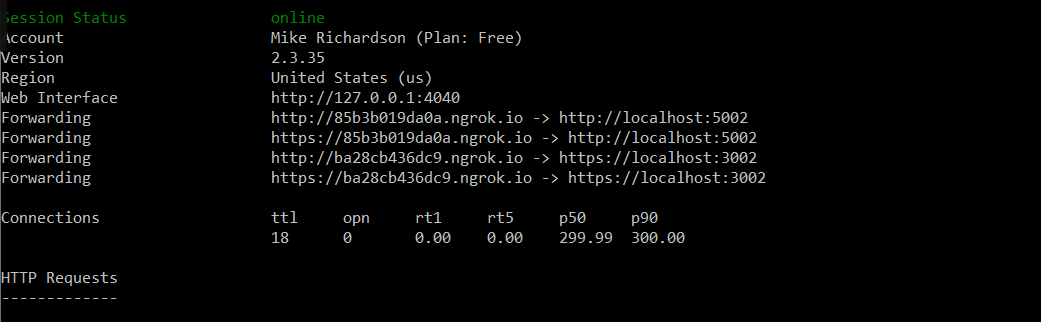 Session Status online
Account Mike Richardson (Plan: Free)
Version 2.3.35
Region United States (us)
Web Interface http://127.0.0.1:4040
Forwarding http://85b3b019da0a.ngrok.io -> http://localhost:5002
Forwarding https://85b3b019da0a.ngrok.io -> http://localhost:5002
Forwarding http://ba28cb436dc9.ngrok.io -> https://localhost:3002
Forwarding https://ba28cb436dc9.ngrok.io -> https://localhost:3002
Connections ttl opn rt1 rt5 p50 p90
18 0 0.00 0.00 299.99 300.00
HTTP Requests
-------------